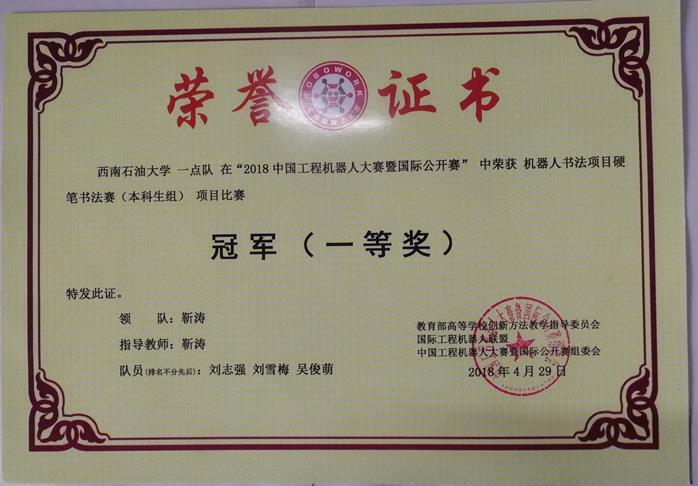 荣誉证书
ROBOWORK
西南石油大学 一点队 在“2018中国工程机器人大赛暨国际公开赛” 中荣获 机器人书法项目硬
笔书法赛（本科生组） 项目比赛
冠军（一等奖）
特发此证。
领 队：靳涛
指导教师：靳涛
队员(排名不分先后)：刘志强 刘雪梅 吴俊萌
教育部高等学校创新方法教学指导委员会
国际工程机器人联盟
中国工程机器人大赛暨国际公开赛组委会
2018年4月29日